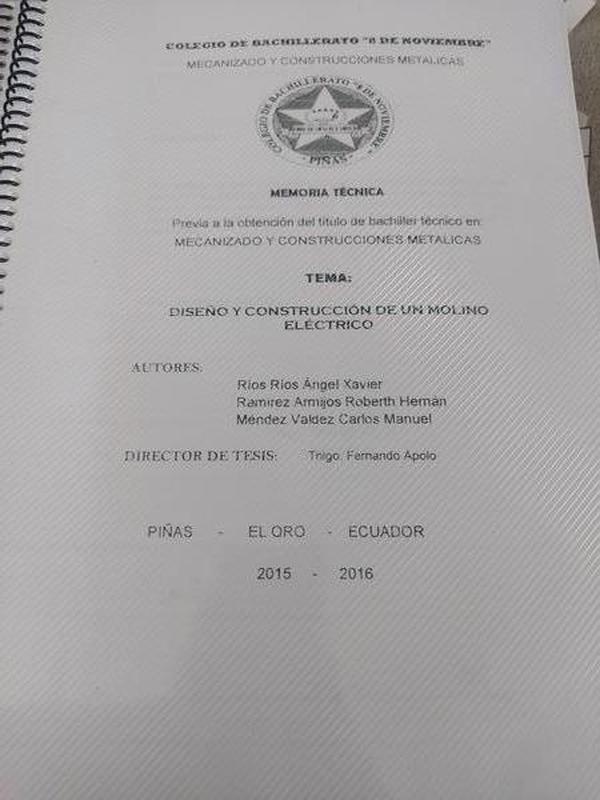 COLEGIO DE BACHILLERATO "8 DE NOVIEMBRE"
MECANIZADO Y CONSTRUCCIONES METALICAS
COLEGIO DE BACHILLERATO "8 DE NOVIEMBRE"
- PIÑAS -
MEMORIA TÉCNICA
Previa a la obtención del titulo de bachiller técnico en:
MECANIZADO Y CONSTRUCCIONES METALICAS
TEMA:
DISEÑO Y CONSTRUCCIÓN DE UN MOLINO
ELÉCTRICO
AUTORES:
Ríos Ríos Ángel Xavier
Ramírez Armijos Roberth Hernán
Méndez Valdez Carlos Manuel
DIRECTOR DE TESIS: Tnlgo. Fernando Apolo
PIÑAS - EL ORO - ECUADOR
2015 - 2016